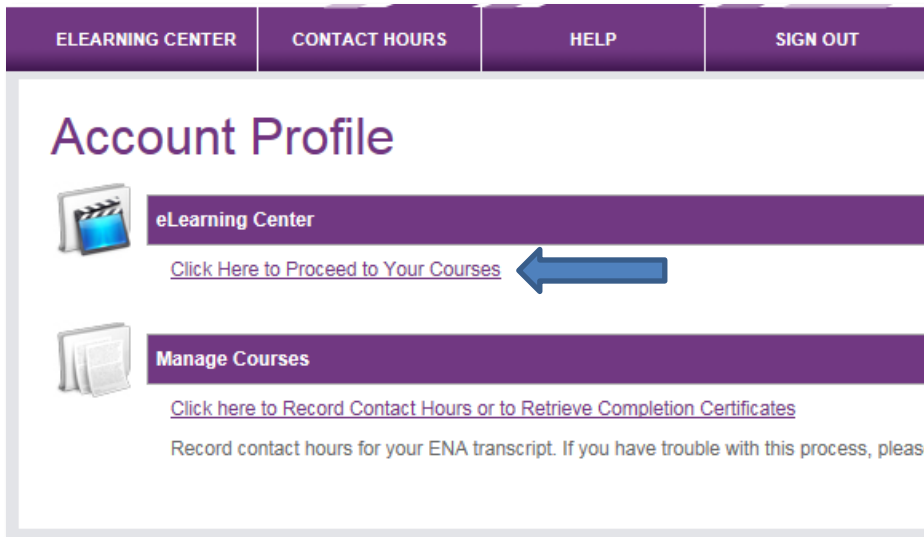 ELEARNING CENTER CONTACT HOURS HELP SIGN OUT
Account Profile
eLearning Center
Click Here to Proceed to Your Courses
Manage Courses
Click here to Record Contact Hours or to Retrieve Completion Certificates
Record contact hours for your ENA transcript. If you have trouble with this process, pleas